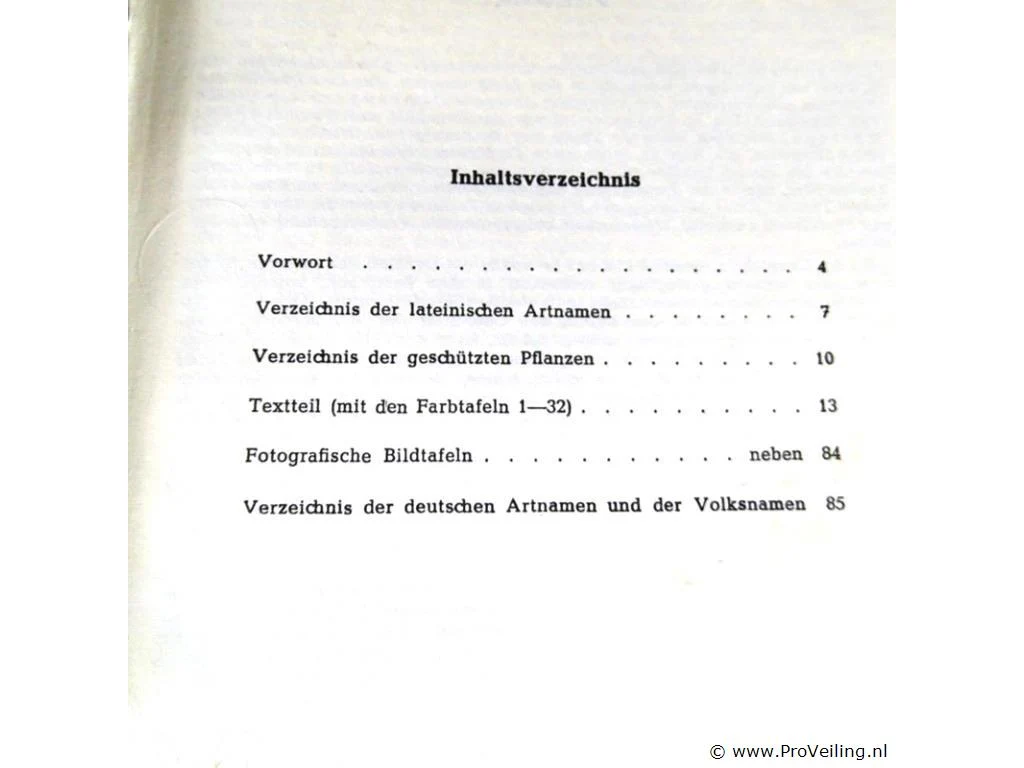 Inhaltsverzeichnis
Vorwort . . . . . . . . . . . . . . . . . . . 4
Verzeichnis der lateinischen Artnamen . . . . . . . . 7
Verzeichnis der geschützten Pflanzen . . . . . . . . . 10
Textteil (mit den Farbtafeln 1—32) . . . . . . . . . . 13
Fotografische Bildtafeln . . . . . . . . . . . neben 84
Verzeichnis der deutschen Artnamen und der Volksnamen 85
© www.ProVeiling.nl